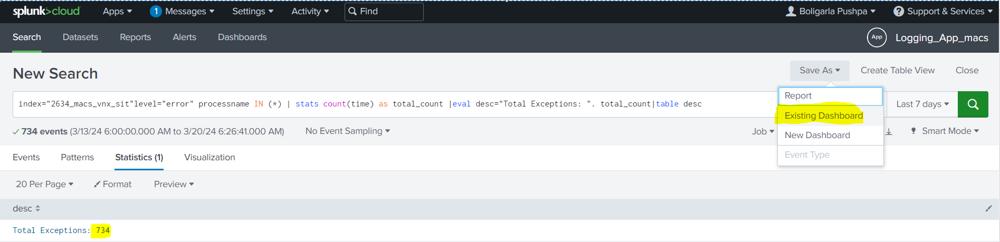 splunk>cloud Apps 1 Messages Settings Activity Find Boligarla Pushpa ? Support & Services
Search Datasets Reports Alerts Dashboards App Logging_App_macs
New Search Save As Create Table View Close
index="2634_macs_vnx_sit"level="error" processname IN (*) | stats count(time) as total_count |eval desc="Total Exceptions: ". total_count|table desc Last 7 days
Report
Existing Dashboard
New Dashboard
Event Type
734 events (3/13/24 6:00:00.000 AM to 3/20/24 6:26:41.000 AM) No Event Sampling Job Smart Mode
Events Patterns Statistics (1) Visualization
20 Per Page Format Preview
desc
Total Exceptions: 734